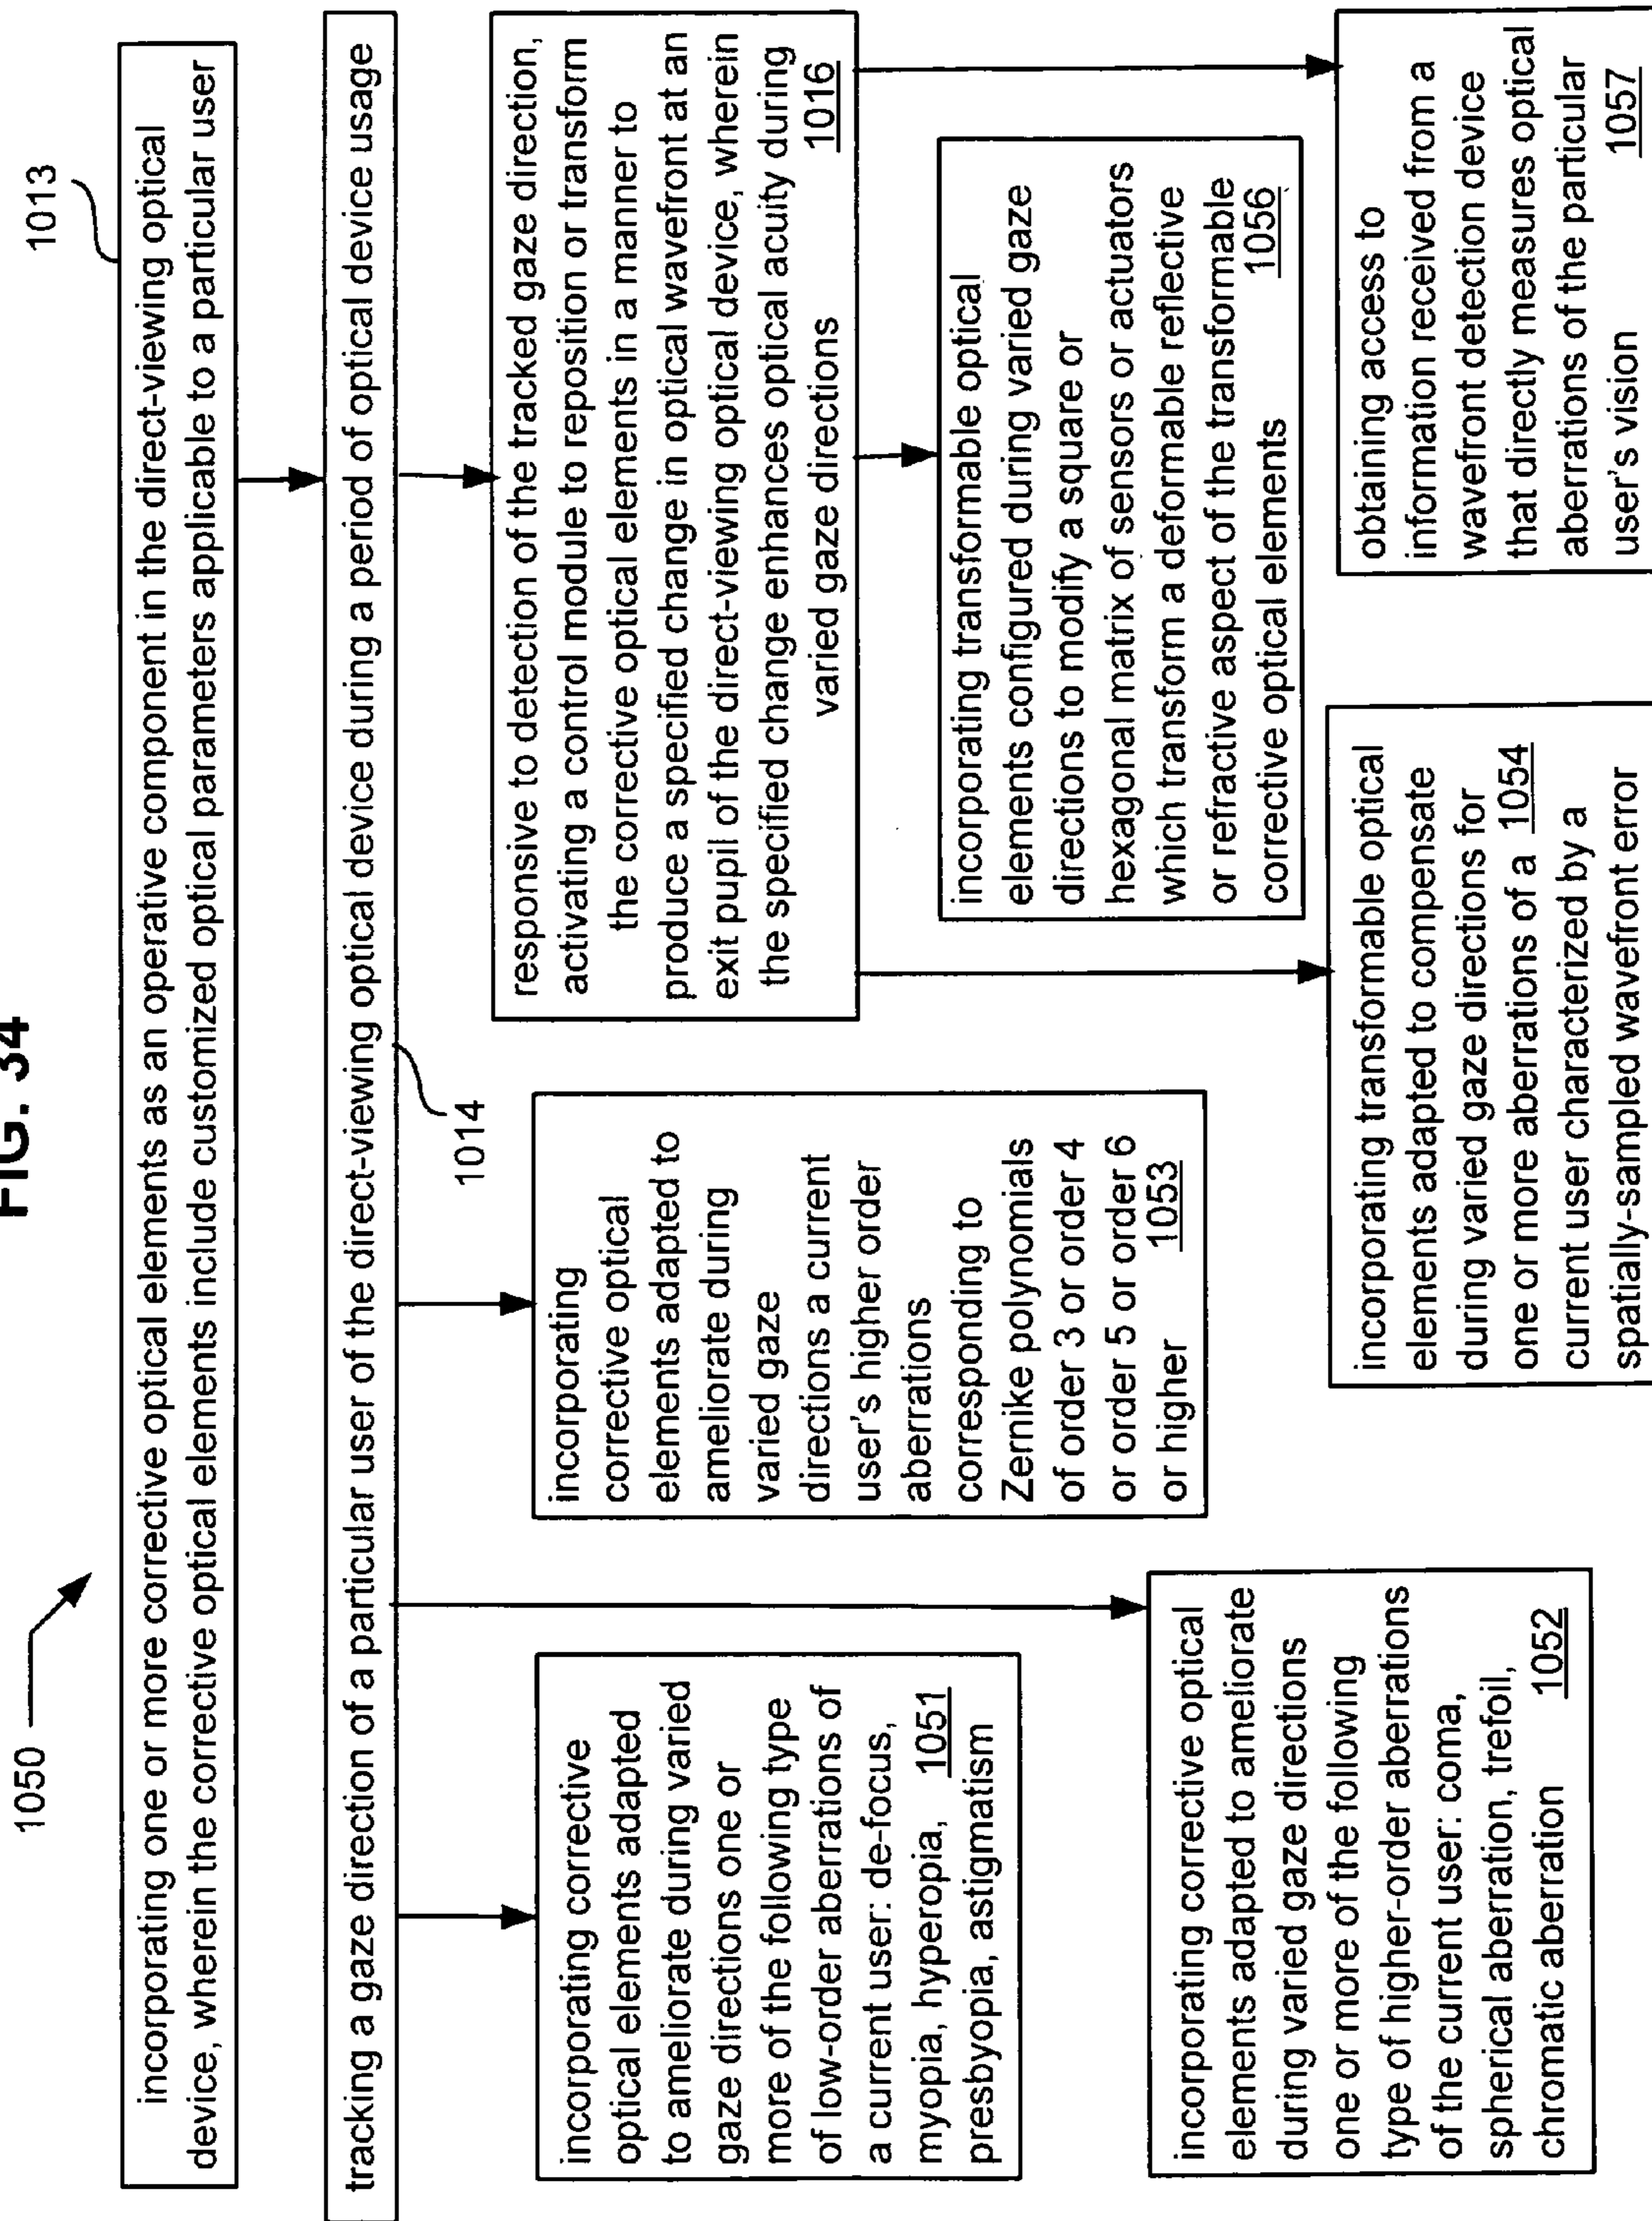 FIG. 34
1050
1013
incorporating one or more corrective optical elements as an operative component in the direct-viewing optical
device, wherein the corrective optical elements include customized optical parameters applicable to a particular user
tracking a gaze direction of a particular user of the direct-viewing optical device during a period of optical device usage
1014
incorporating corrective
optical elements adapted
to ameliorate during varied
gaze directions one or
more of the following type
of low-order aberrations of
a current user: de-focus,
myopia, hyperopia, 1051
presbyopia, astigmatism
incorporating
corrective optical
elements adapted to
ameliorate during
varied gaze
directions a current
user's higher order
aberrations
corresponding to
Zernike polynomials
of order 3 or order 4
or order 5 or order 6
or higher 1053
responsive to detection of the tracked gaze direction,
activating a control module to reposition or transform
the corrective optical elements in a manner to
produce a specified change in optical wavefront at an
exit pupil of the direct-viewing optical device, wherein
the specified change enhances optical acuity during
varied gaze directions 1016
incorporating transformable optical
elements configured during varied gaze
directions to modify a square or
hexagonal matrix of sensors or actuators
which transform a deformable reflective
or refractive aspect of the transformable
corrective optical elements 1056
incorporating corrective optical
elements adapted to ameliorate
during varied gaze directions
one or more of the following
type of higher-order aberrations
of the current user: coma,
spherical aberration, trefoil,
chromatic aberration 1052
incorporating transformable optical
elements adapted to compensate
during varied gaze directions for
one or more aberrations of a 1054
current user characterized by a
spatially-sampled wavefront error
obtaining access to
information received from a
wavefront detection device
that directly measures optical
aberrations of the particular
user's vision 1057